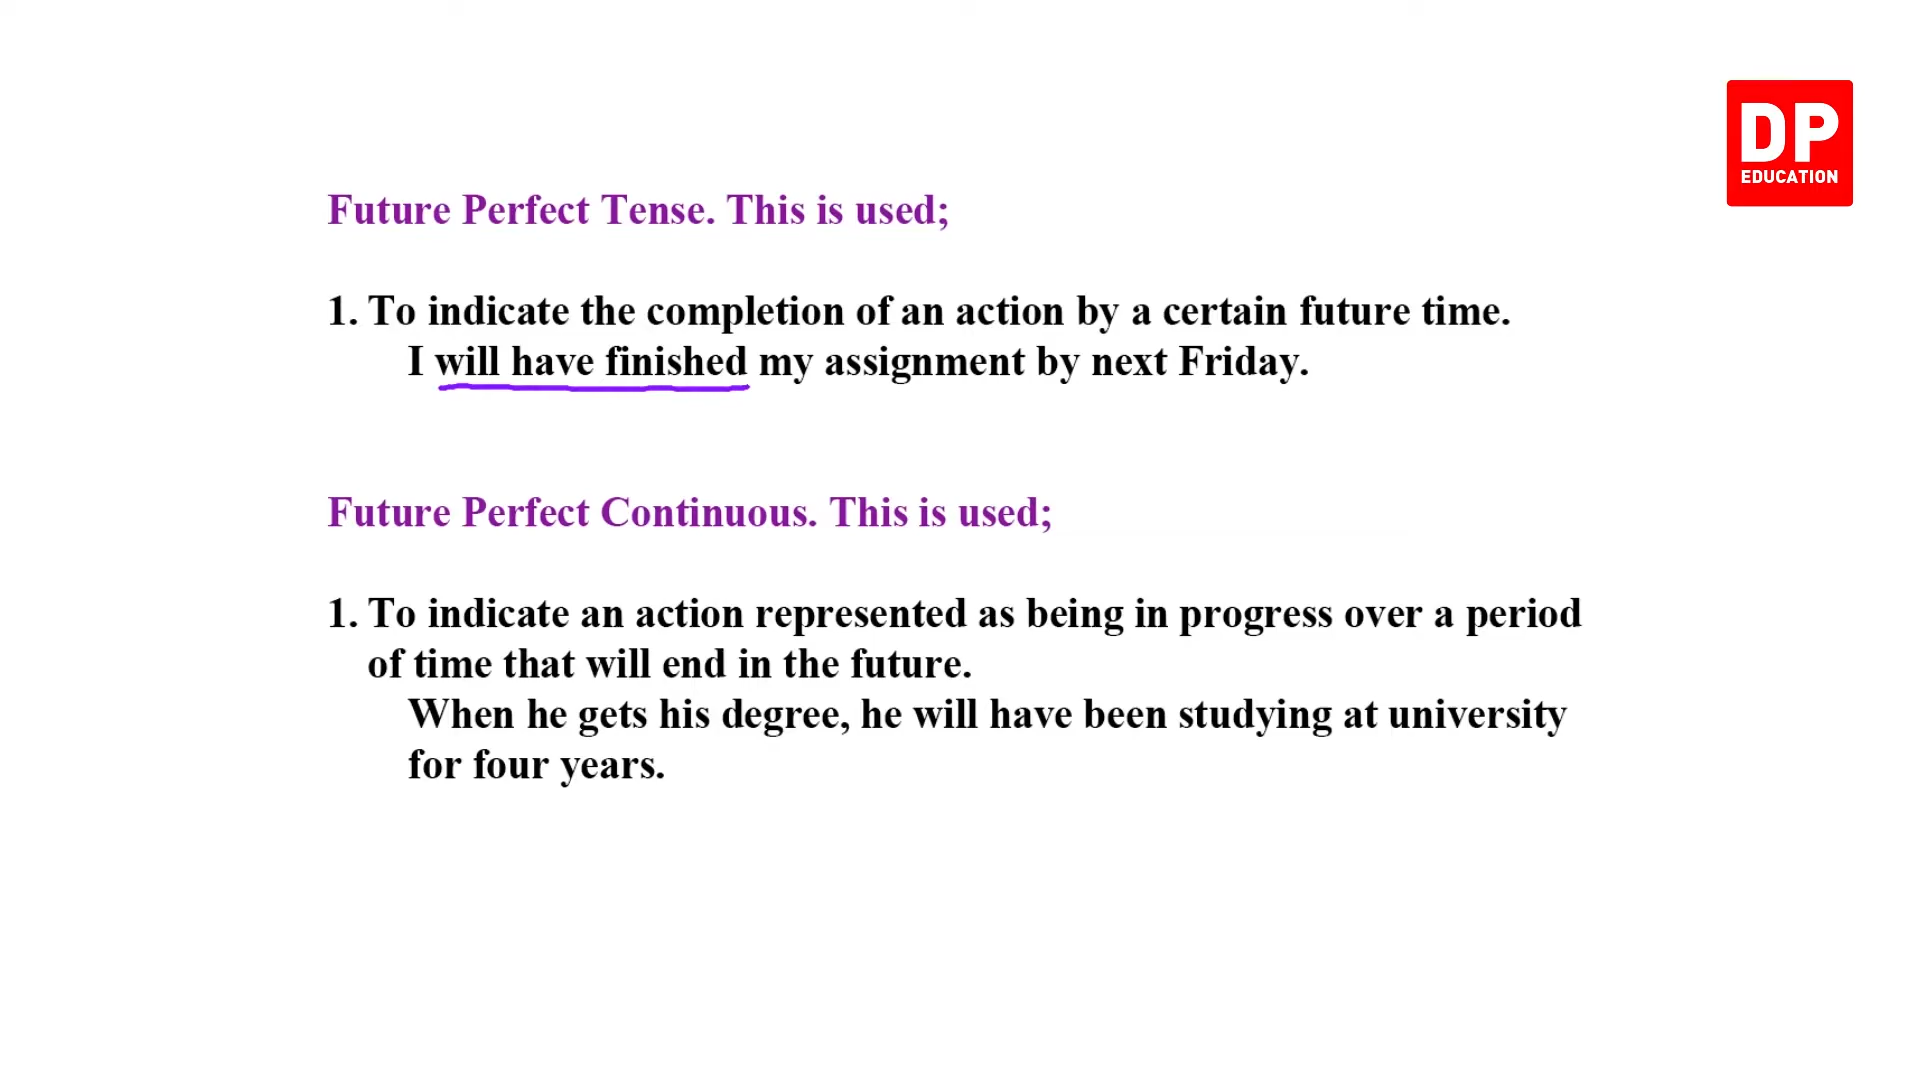 DP
EDUCATION
Future Perfect Tense. This is used;
1. To indicate the completion of an action by a certain future time.
I will have finished my assignment by next Friday.
Future Perfect Continuous. This is used;
1. To indicate an action represented as being in progress over a period
of time that will end in the future.
When he gets his degree, he will have been studying at university
for four years.